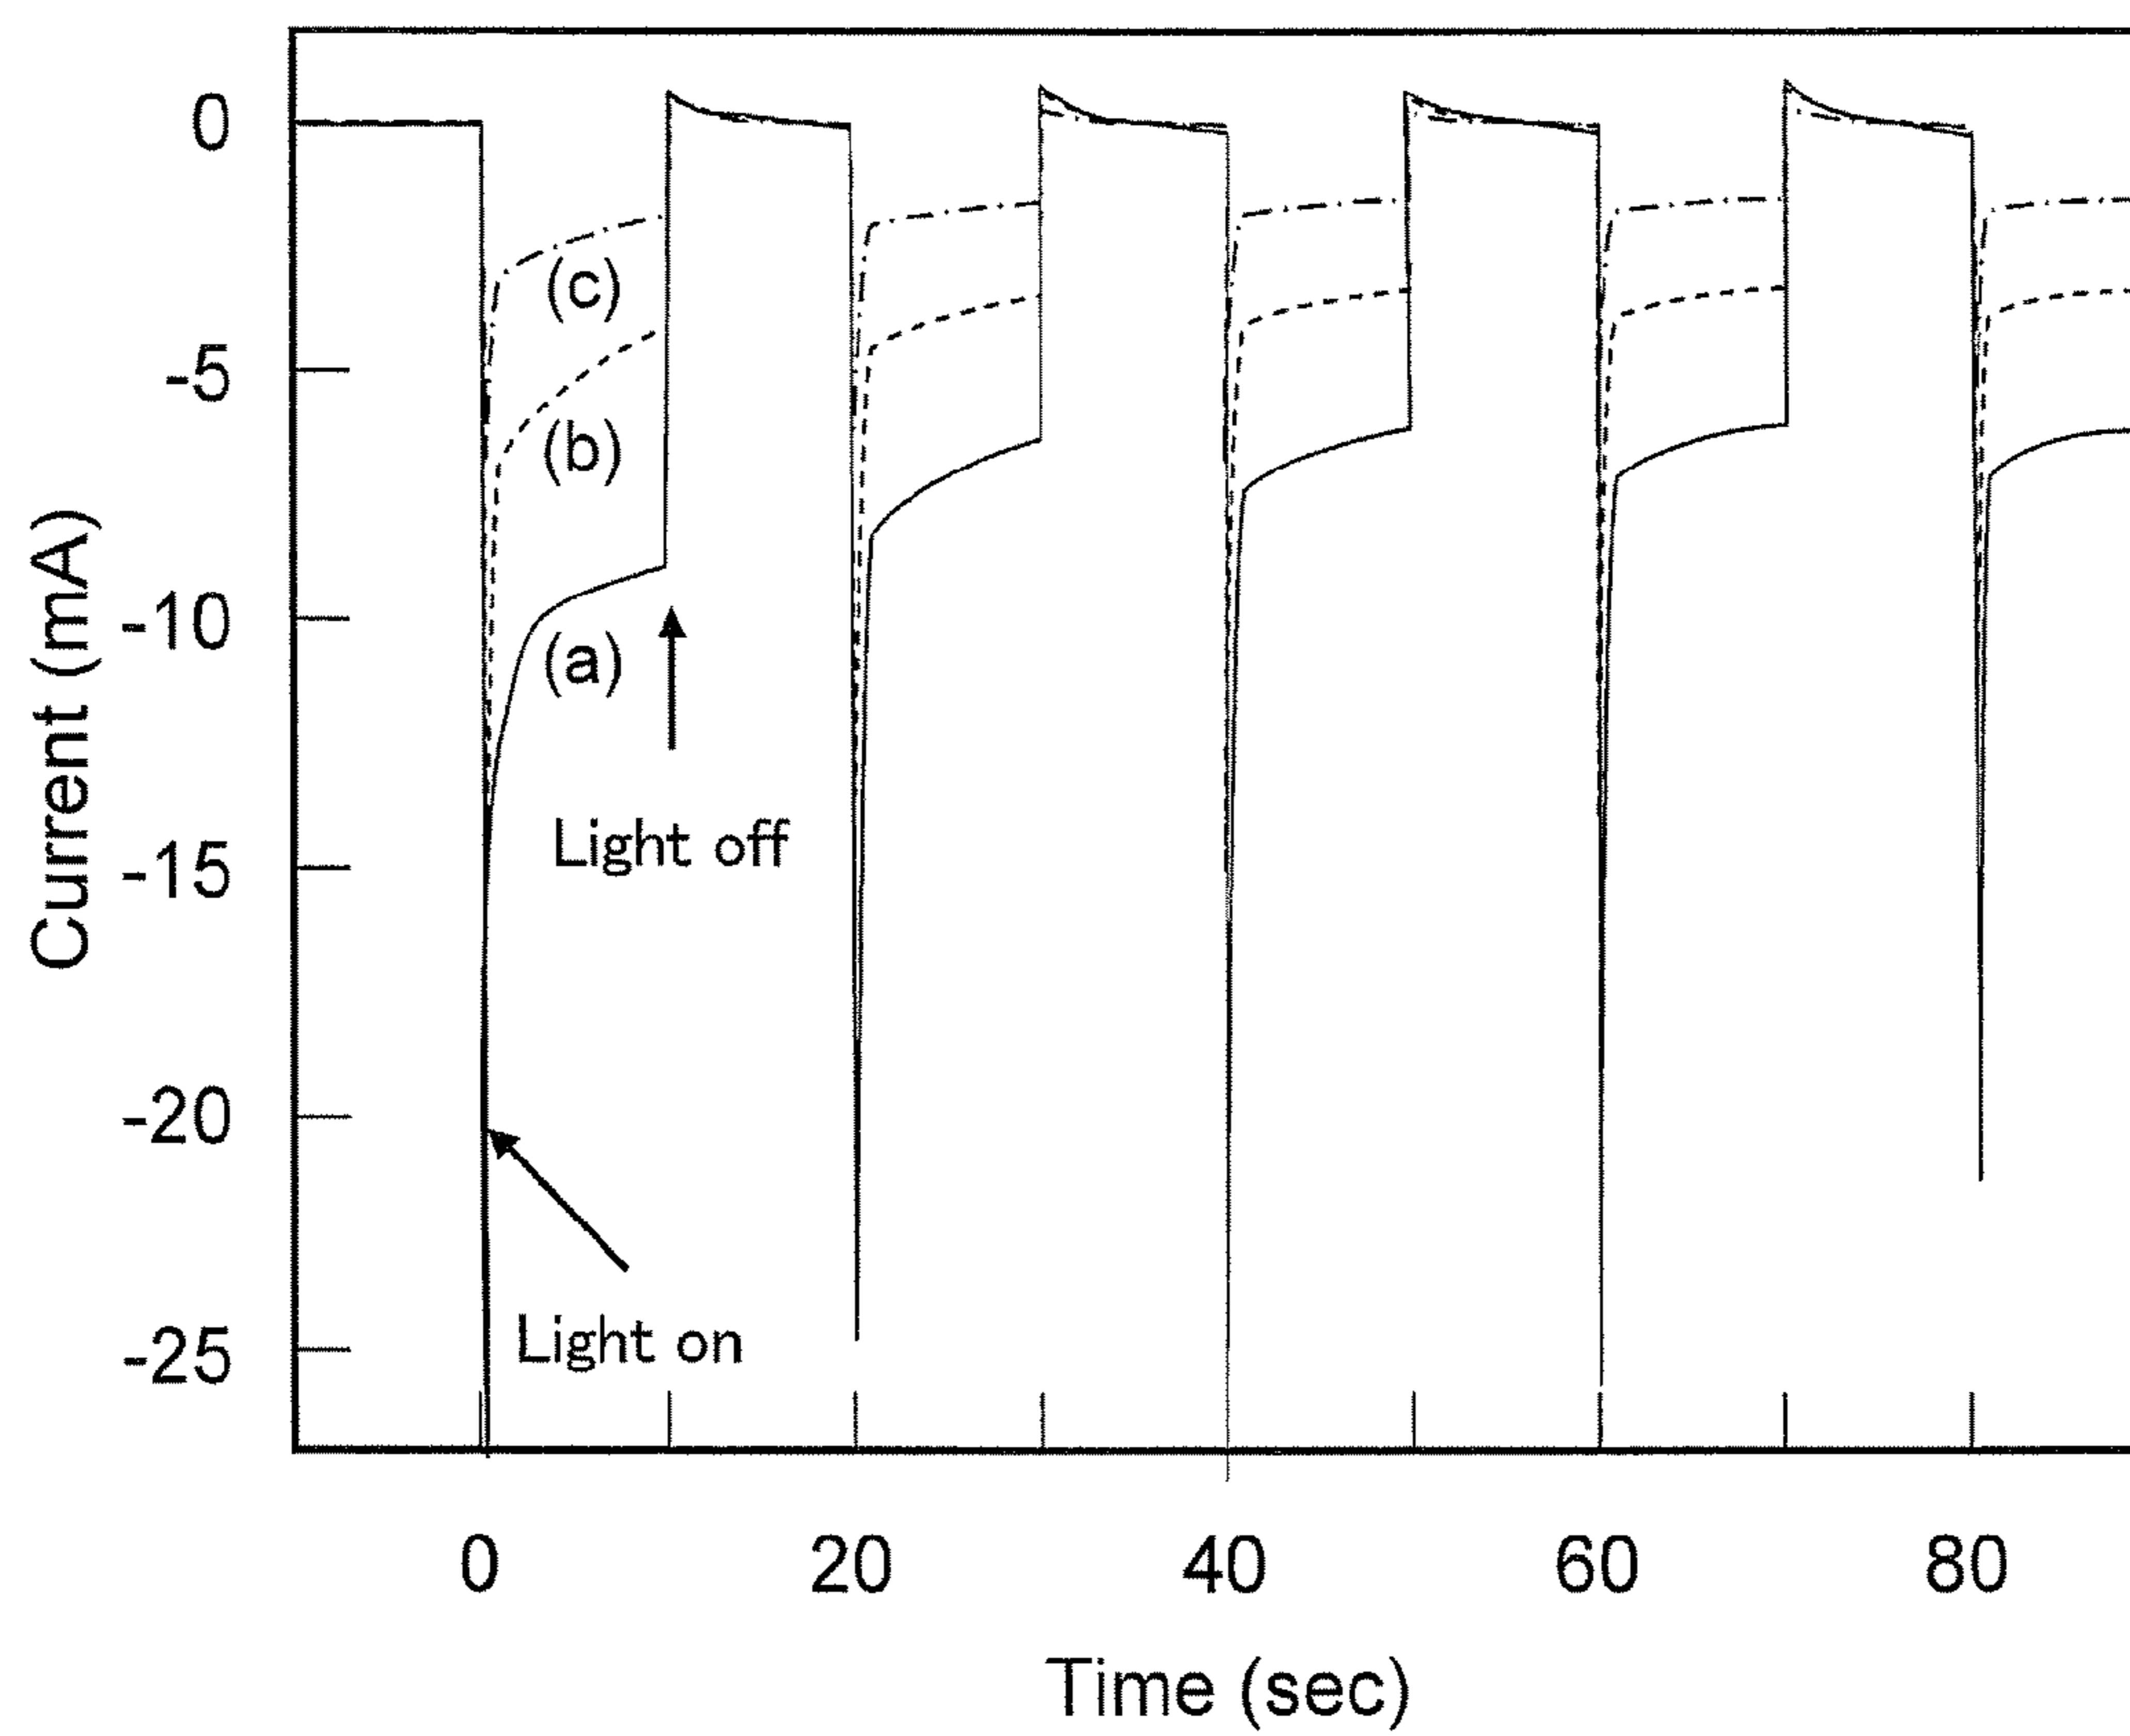 0
-5
-10
-15
-20
-25
Current (mA)
(c)
(b)
(a)
Light off
Light on
0 20 40 60 80
Time (sec)